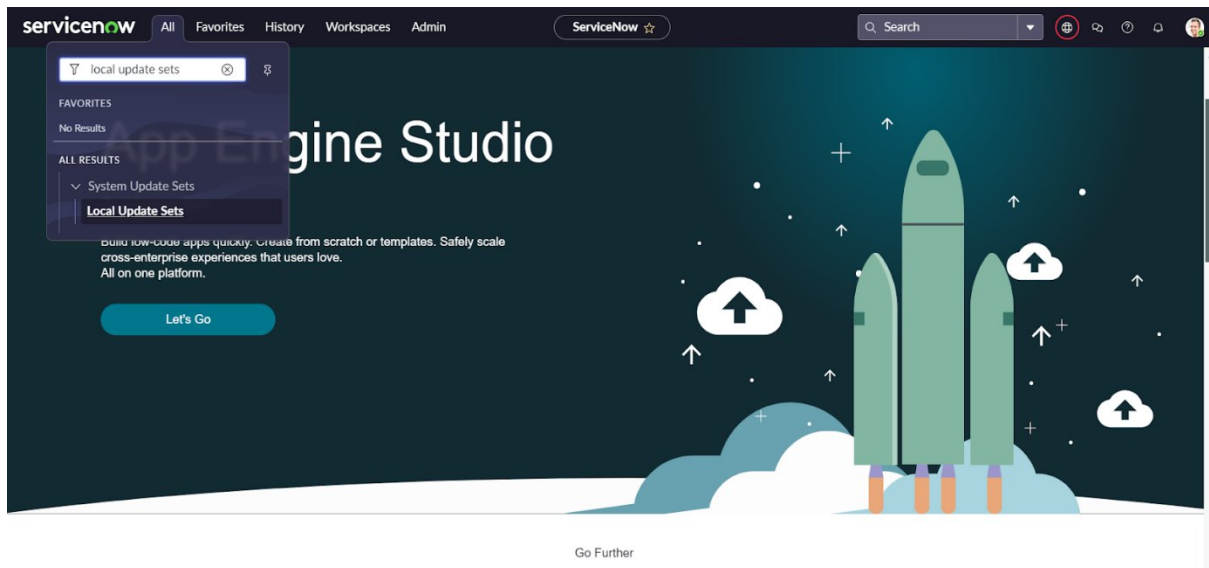 servicenow All Favorites History Workspaces Admin ServiceNow Search
local update sets
FAVORITES
No Results
App Engine Studio
ALL RESULTS
System Update Sets
Local Update Sets
Build low-code apps quickly. Create from scratch or templates. Safely scale
cross-enterprise experiences that users love.
All on one platform.
Let's Go
Go Further